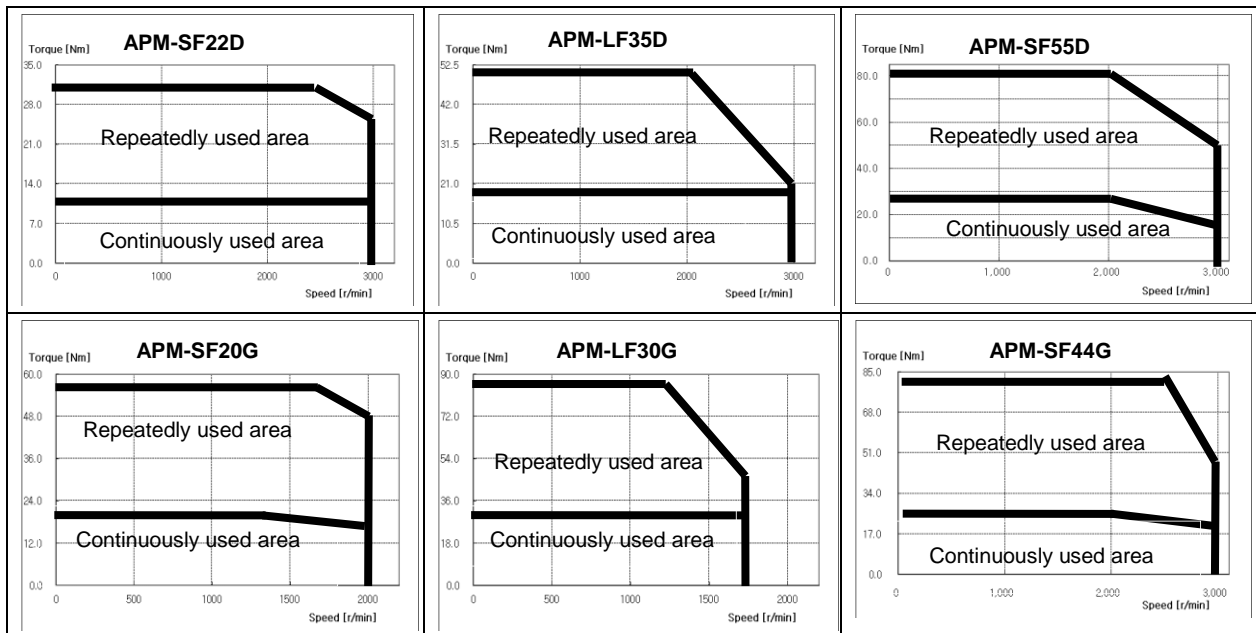 APM-SF22D
Torque [Nm]
35.0
28.0
21.0
14.0
7.0
0.0
Repeatedly used area
Continuously used area
0 1000 2000 3000
Speed [r/min]
APM-LF35D
Torque [Nm]
52.5
42.0
31.5
21.0
10.5
0.0
Repeatedly used area
Continuously used area
0 1000 2000 3000
Speed [r/min]
APM-SF55D
Torque [Nm]
80.0
60.0
40.0
20.0
0.0
Repeatedly used area
Continuously used area
0 1,000 2,000 3,000
Speed [r/min]
APM-SF20G
Torque [Nm]
60.0
48.0
36.0
24.0
12.0
0.0
Repeatedly used area
Continuously used area
0 500 1000 1500 2000
Speed [r/min]
APM-LF30G
Torque [Nm]
90.0
72.0
54.0
36.0
18.0
0.0
Repeatedly used area
Continuously used area
0 500 1000 1500 2000
Speed [r/min]
APM-SF44G
Torque [Nm]
85.0
68.0
51.0
34.0
17.0
0.0
Repeatedly used area
Continuously used area
0 1,000 2,000 3,000
Speed [r/min]